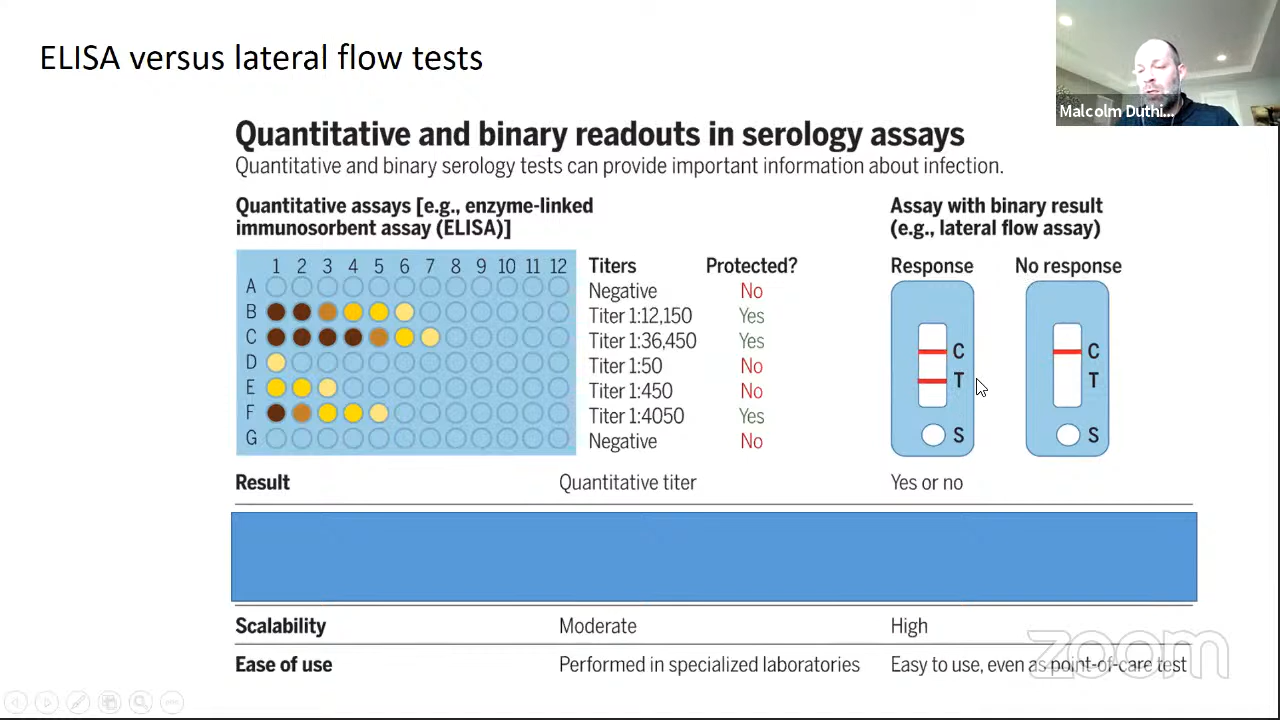 ELISA versus lateral flow tests
Malcolm Duthi...
Quantitative and binary readouts in serology assays
Quantitative and binary serology tests can provide important information about infection.
Quantitative assays [e.g., enzyme-linked
immunosorbent assay (ELISA)]
Assay with binary result
(e.g., lateral flow assay)
1 2 3 4 5 6 7 8 9 10 11 12
Titers Protected?
Response No response
A Negative No
B Titer 1:12,150 Yes
C Titer 1:36,450 Yes
D Titer 1:50 No
E Titer 1:450 No
F Titer 1:4050 Yes
G Negative No
C
T
S
C
T
S
Result Quantitative titer Yes or no
Scalability Moderate High
Ease of use Performed in specialized laboratories Easy to use, even as point-of-care test
zoom